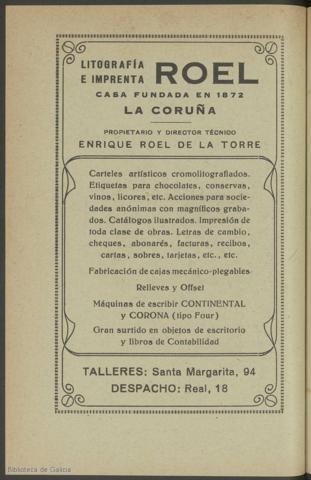 LITOGRAFÍA
E IMPRENTA ROEL
CASA FUNDADA EN 1872
LA CORUÑA
PROPIETARIO Y DIRECTOR TÉCNICO
ENRIQUE ROEL DE LA TORRE
Carteles artísticos cromolitografiados.
Etiquetas para chocolates, conservas,
vinos, licores, etc. Acciones para socie-
dades anónimas con magníficos graba-
dos. Catálogos ilustrados. Impresión de
toda clase de obras. Letras de cambio,
cheques, abonarés, facturas, recibos,
cartas, sobres, tarjetas, etc., etc.
Fabricación de cajas mecánico-plegables
Relieves y Offset
Máquinas de escribir CONTINENTAL
y CORONA (tipo Four)
Gran surtido en objetos de escritorio
y libros de Contabilidad
TALLERES: Santa Margarita, 94
DESPACHO: Real, 18
Biblioteca de Galicia